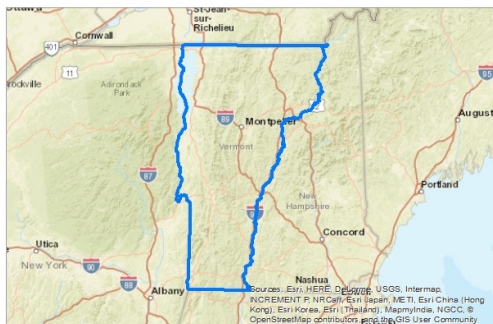 Ottawa
St-Jean-
sur-
Richelieu
Cornwall
401
11
Brockville
Adirondack
Park
95
89
Montpelier
Augusta
Vermont
87
Portland
New
Hampshire
Concord
Utica
New York
90
88
Albany
Nashua
Sources: Esri, HERE, DeLorme, USGS, Intermap,
INCREMENT P, NRCan, Esri Japan, METI, Esri China (Hong
Kong), Esri Korea, Esri (Thailand), MapmyIndia, NGCC, ©
OpenStreetMap contributors, and the GIS User Community